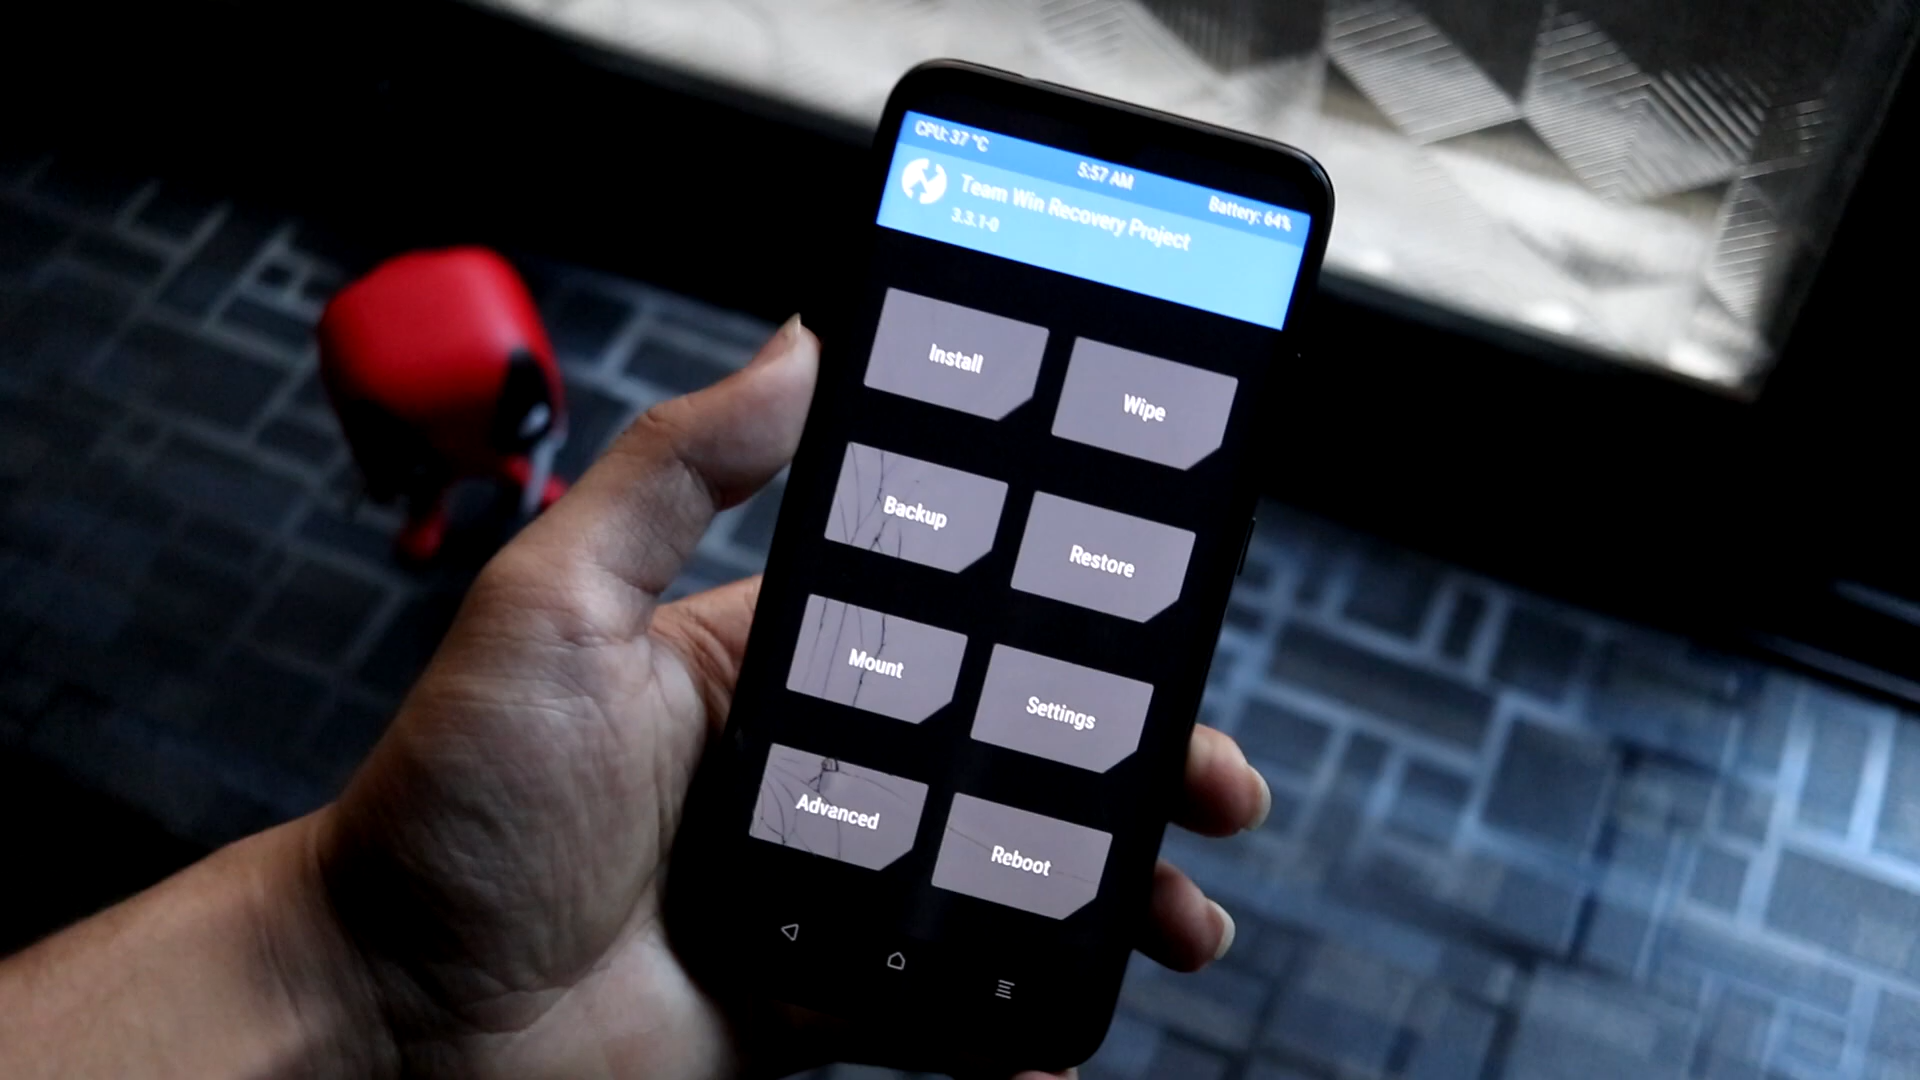 CPU: 37 °C
5:57 AM
Battery: 64%
Team Win Recovery Project
3.3.1-0
Install
Wipe
Backup
Restore
Mount
Settings
Advanced
Reboot